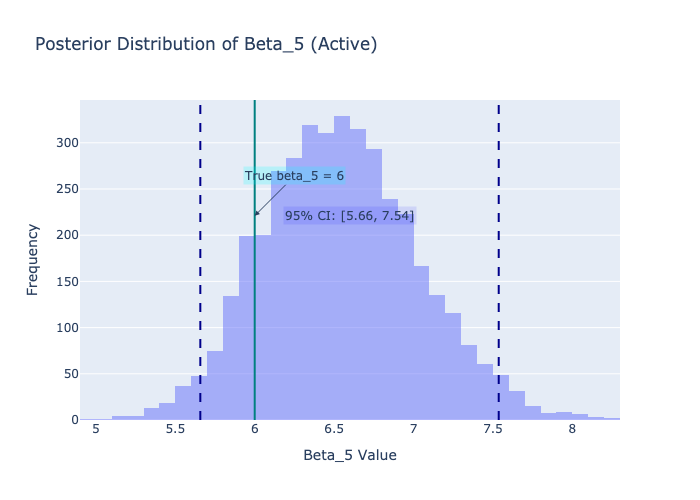 Posterior Distribution of Beta_5 (Active)
300
250
200
150
100
50
0
Frequency
True beta_5 = 6
95% CI: [5.66, 7.54]
5
5.5
6
6.5
7
7.5
8
Beta_5 Value